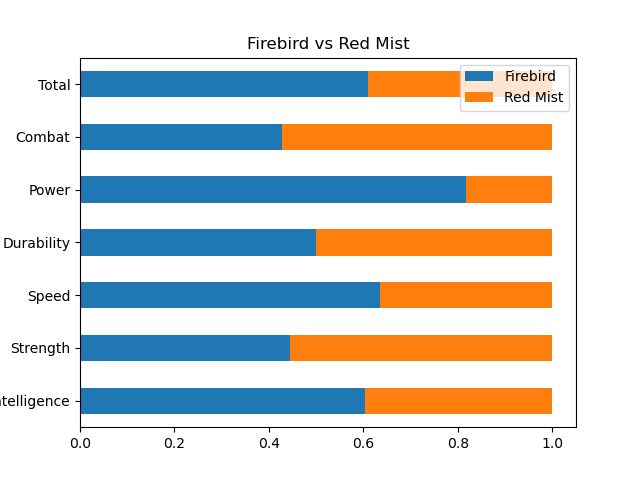 Firebird vs Red Mist
Firebird
Red Mist
Total
Combat
Power
Durability
Speed
Strength
ntelligence
0.0 0.2 0.4 0.6 0.8 1.0